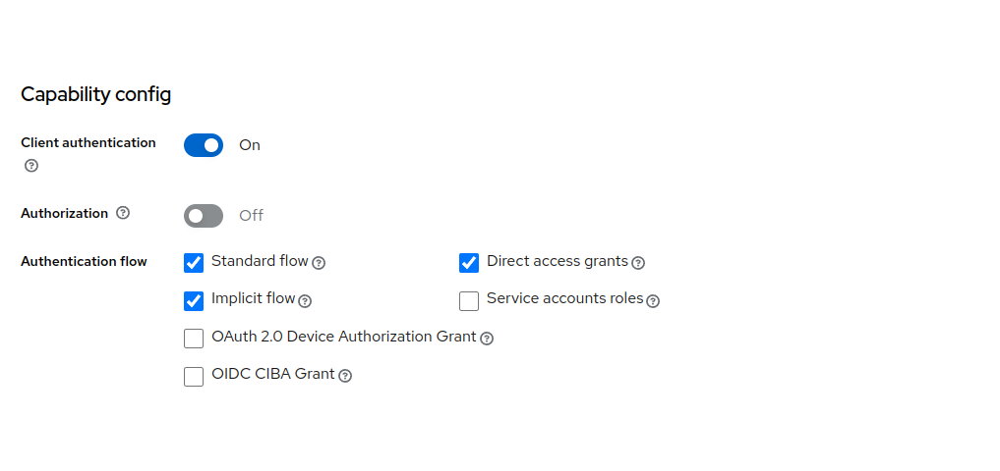 Capability config
Client authentication
On
Authorization
Off
Authentication flow
Standard flow
Direct access grants
Implicit flow
Service accounts roles
OAuth 2.0 Device Authorization Grant
OIDC CIBA Grant